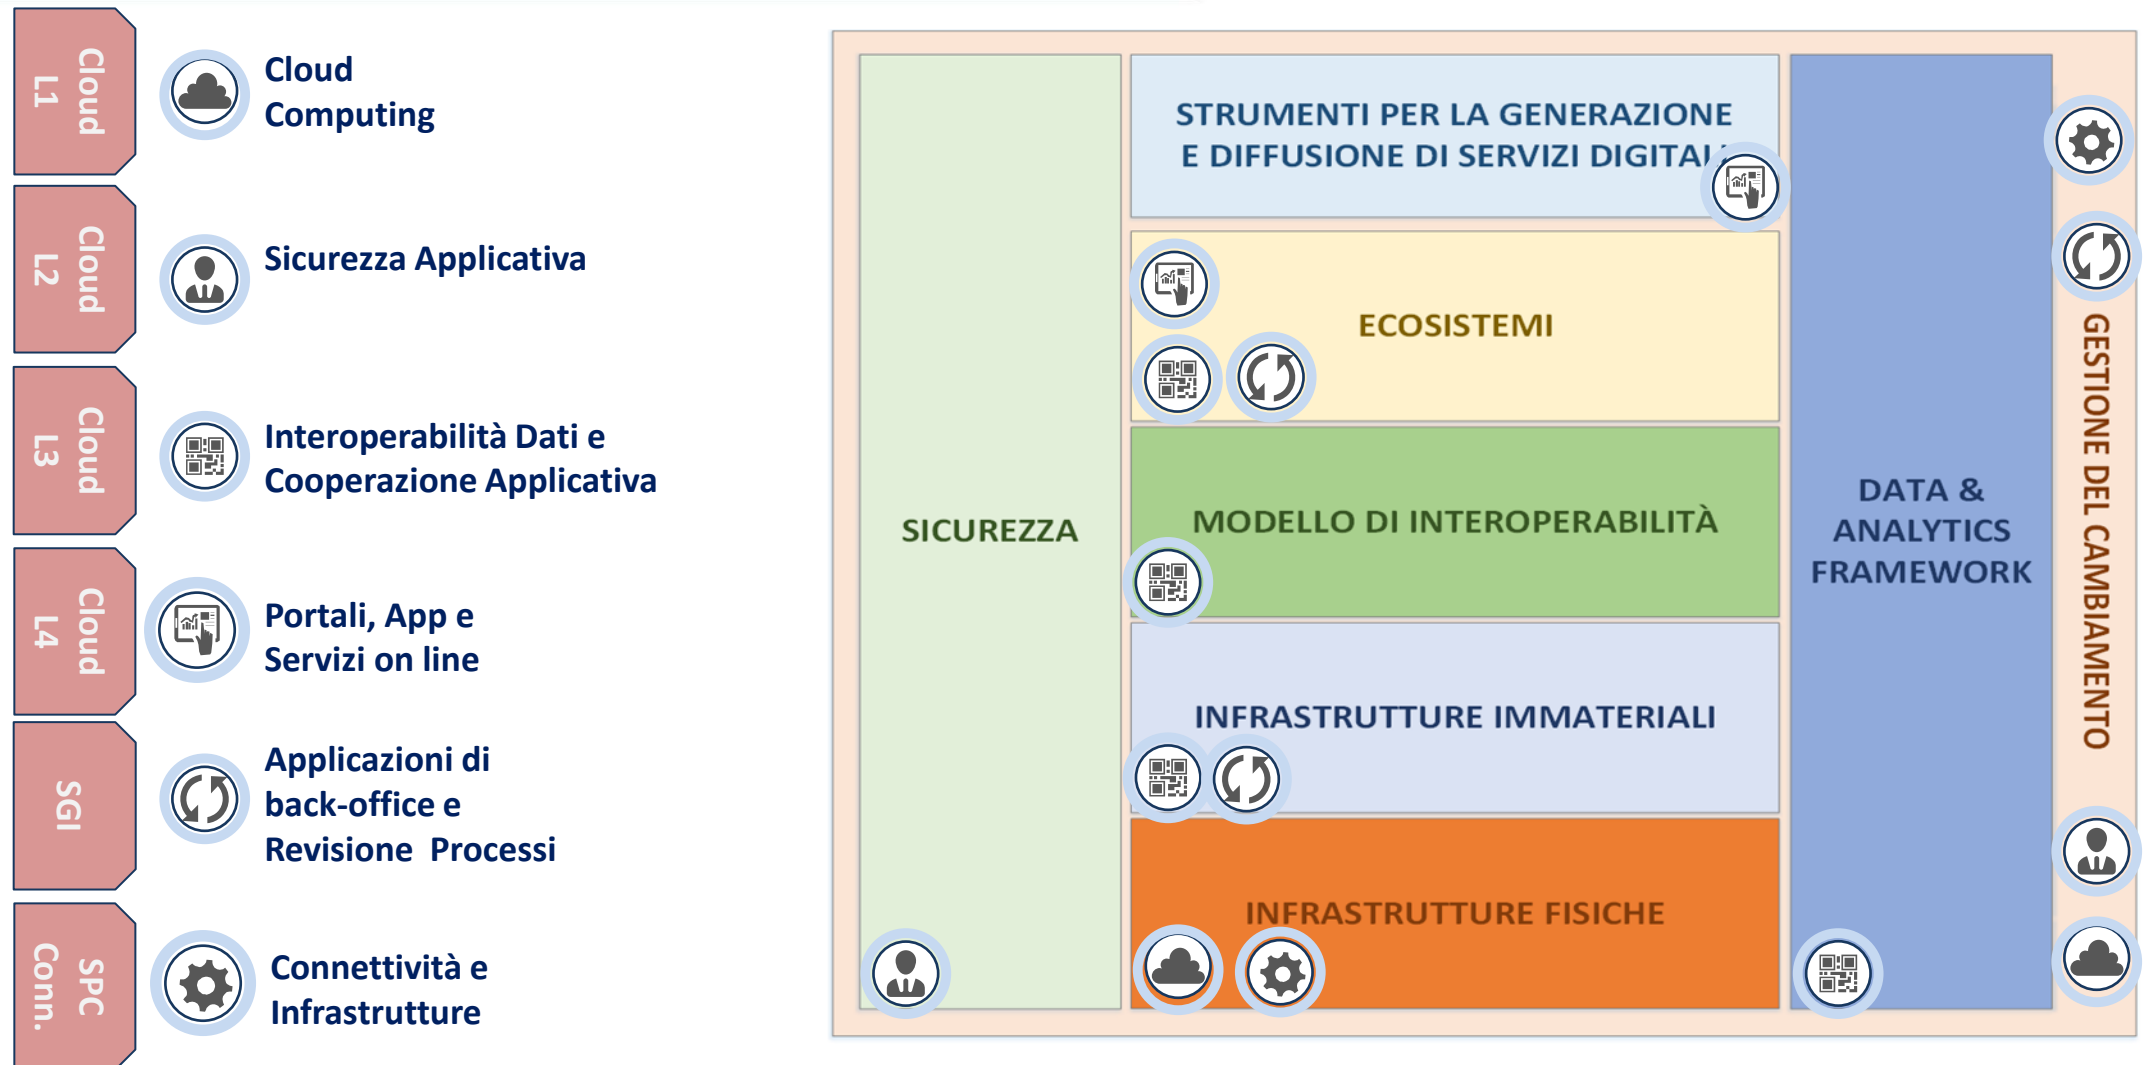 Cloud
L1
Cloud
Computing
Cloud
L2
Sicurezza Applicativa
Cloud
L3
Interoperabilità Dati e
Cooperazione Applicativa
Cloud
L4
Portali, App e
Servizi on line
SGI
Applicazioni di
back-office e
Revisione Processi
SPC
Conn.
Connettività e
Infrastrutture
SICUREZZA
STRUMENTI PER LA GENERAZIONE
E DIFFUSIONE DI SERVIZI DIGITALI
ECOSISTEMI
MODELLO DI INTEROPERABILITÀ
INFRASTRUTTURE IMMATERIALI
INFRASTRUTTURE FISICHE
DATA &
ANALYTICS
FRAMEWORK
GESTIONE DEL CAMBIAMENTO